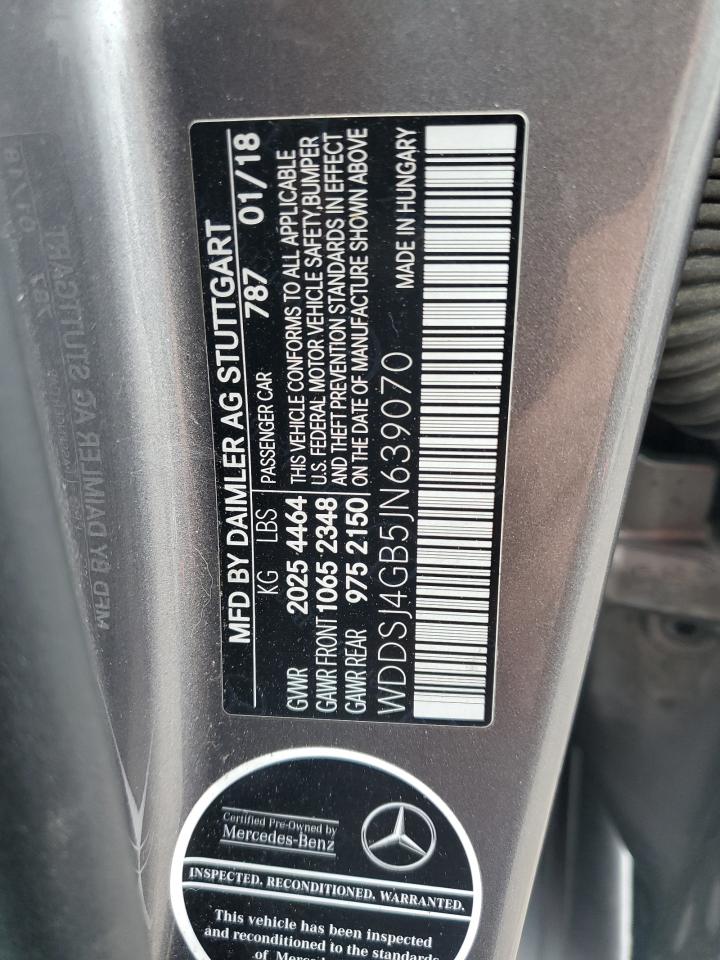 MFD BY DAIMLER AG STUTTGART
787 01/18
KG LBS PASSENGER CAR
GVWR 2025 4464
GAWR FRONT 1065 2348
GAWR REAR 975 2150
THIS VEHICLE CONFORMS TO ALL APPLICABLE
U.S. FEDERAL MOTOR VEHICLE SAFETY,BUMPER
AND THEFT PREVENTION STANDARDS IN EFFECT
ON THE DATE OF MANUFACTURE SHOWN ABOVE
WDDSJ4GB5JN639070 MADE IN HUNGARY
Certified Pre-Owned by
Mercedes-Benz
INSPECTED. RECONDITIONED. WARRANTED.
This vehicle has been inspected
and reconditioned to the standards
of